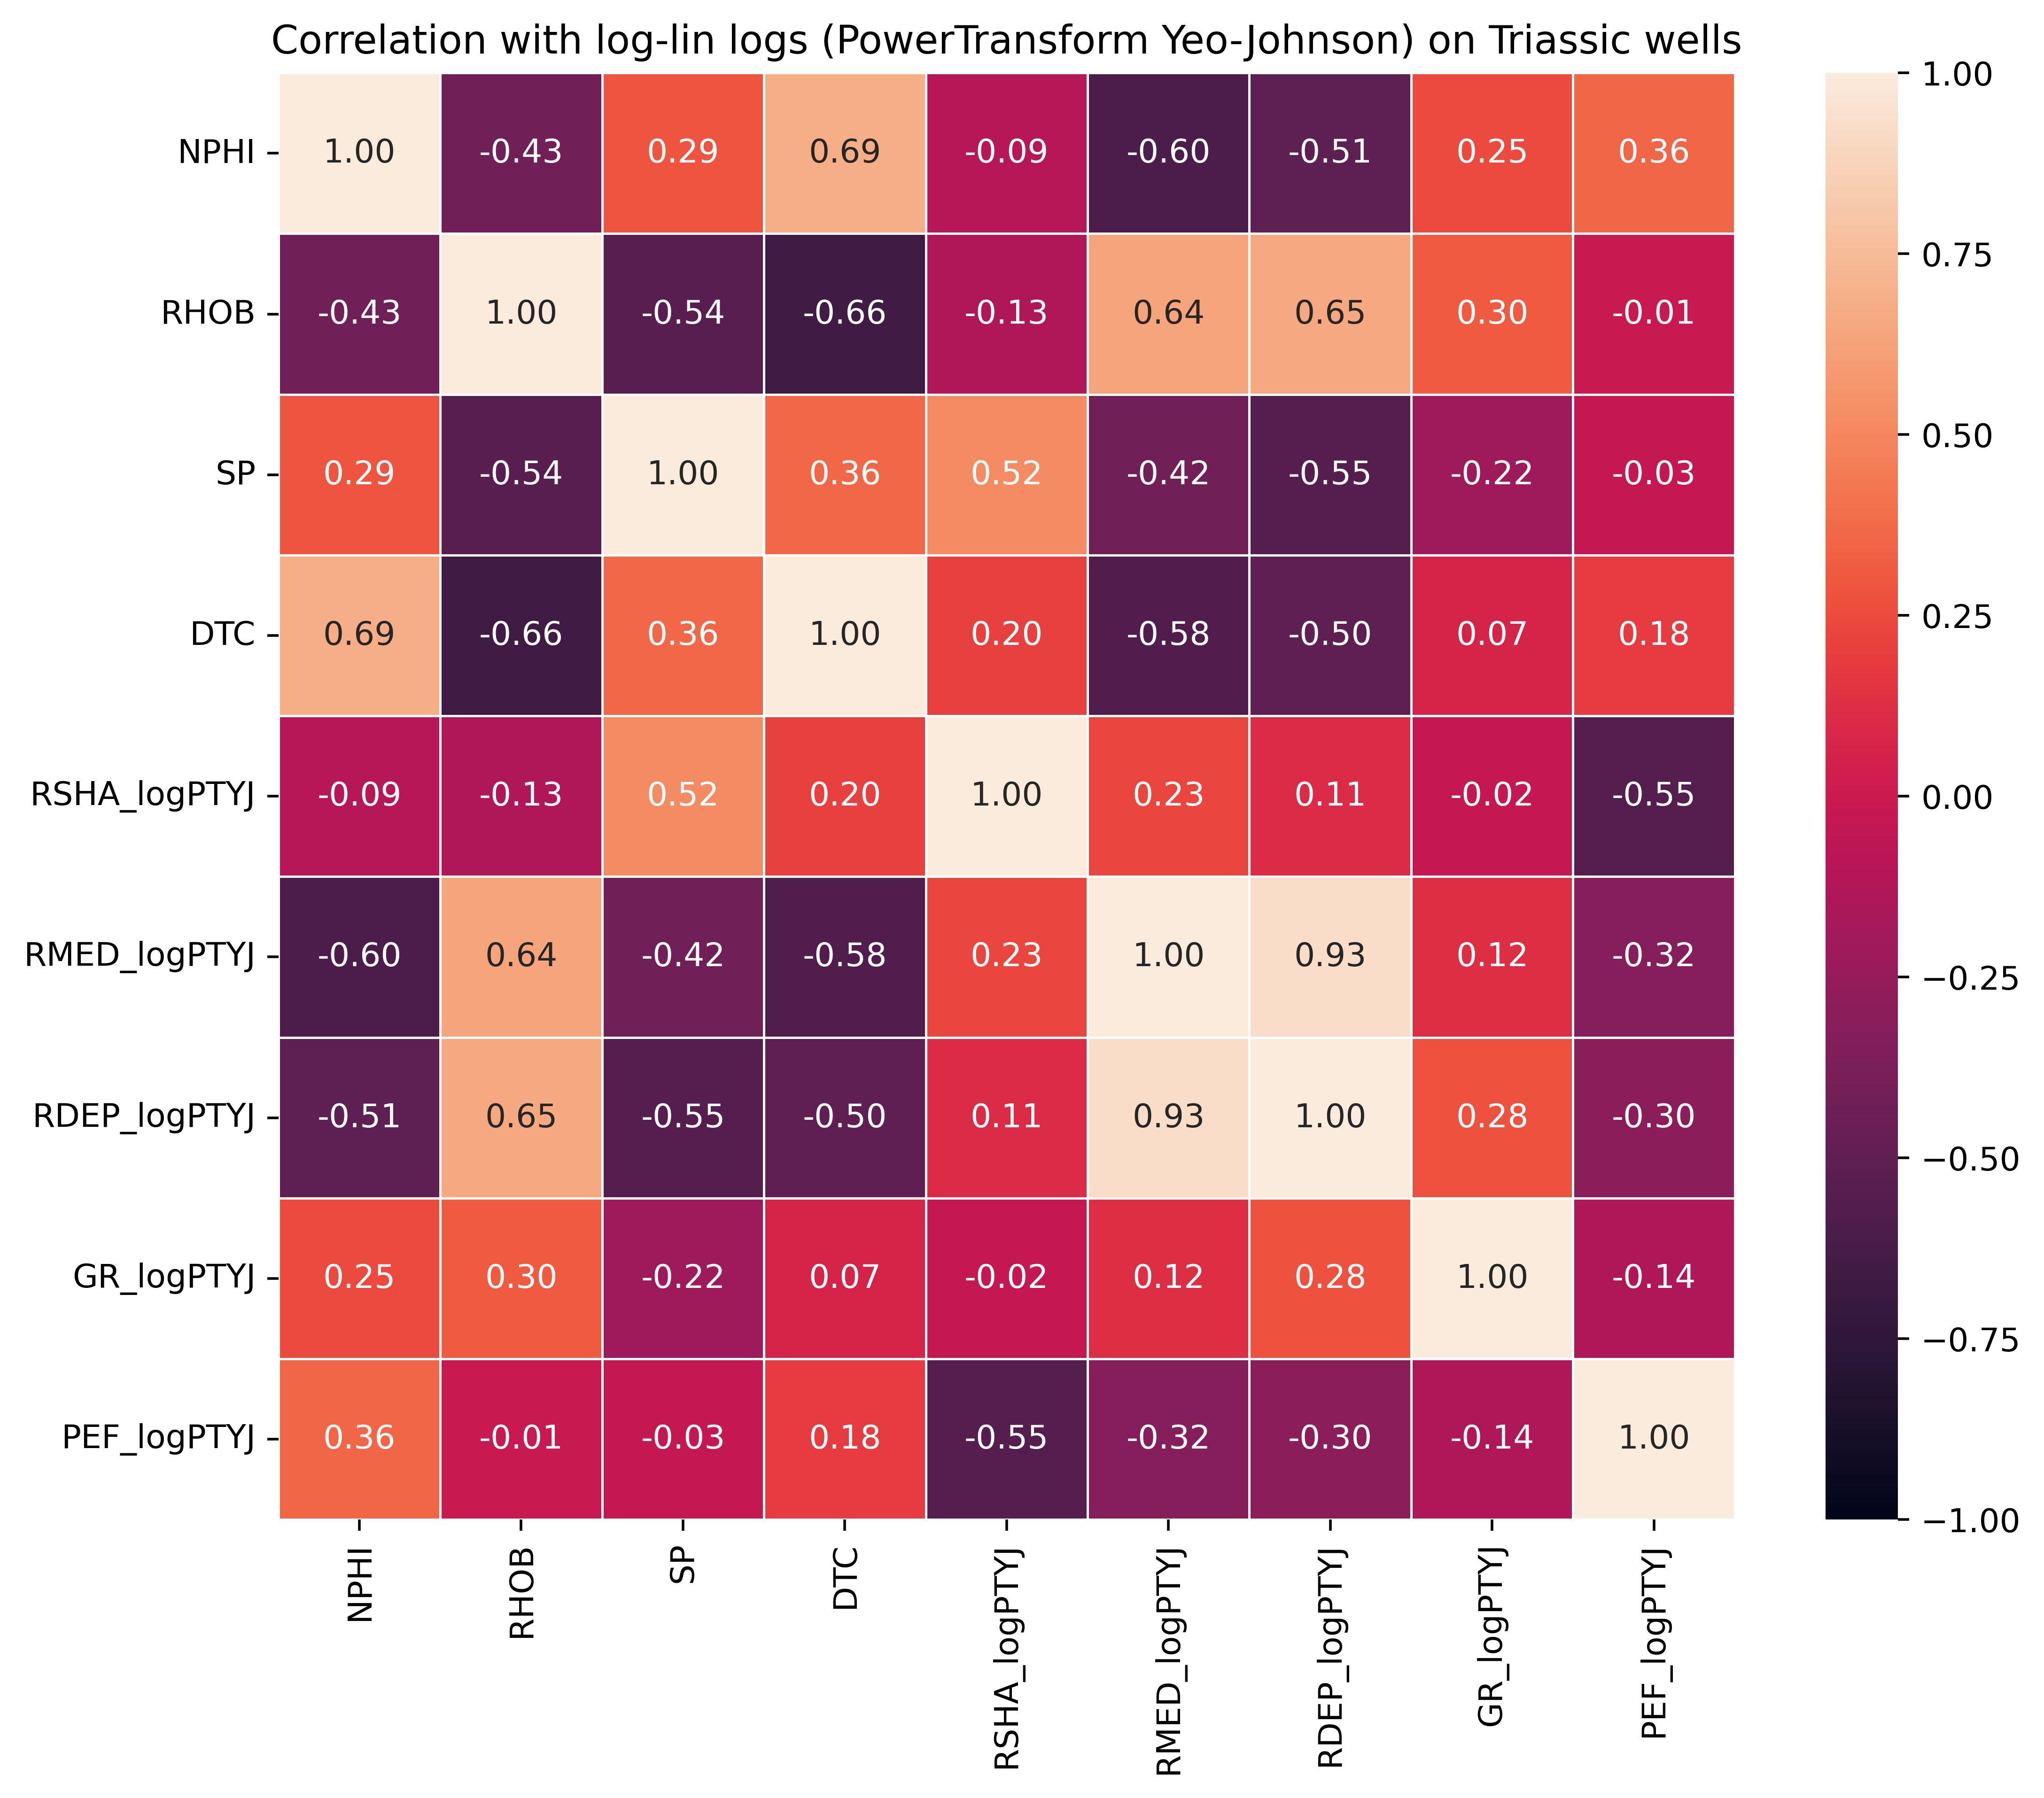 Correlation with log-lin logs (PowerTransform Yeo-Johnson) on Triassic wells
NPHI 1.00 -0.43 0.29 0.69 -0.09 -0.60 -0.51 0.25 0.36
RHOB -0.43 1.00 -0.54 -0.66 -0.13 0.64 0.65 0.30 -0.01
SP 0.29 -0.54 1.00 0.36 0.52 -0.42 -0.55 -0.22 -0.03
DTC 0.69 -0.66 0.36 1.00 0.20 -0.58 -0.50 0.07 0.18
RSHA_logPTYJ -0.09 -0.13 0.52 0.20 1.00 0.23 0.11 -0.02 -0.55
RMED_logPTYJ -0.60 0.64 -0.42 -0.58 0.23 1.00 0.93 0.12 -0.32
RDEP_logPTYJ -0.51 0.65 -0.55 -0.50 0.11 0.93 1.00 0.28 -0.30
GR_logPTYJ 0.25 0.30 -0.22 0.07 -0.02 0.12 0.28 1.00 -0.14
PEF_logPTYJ 0.36 -0.01 -0.03 0.18 -0.55 -0.32 -0.30 -0.14 1.00
NPHI
RHOB
SP
DTC
RSHA_logPTYJ
RMED_logPTYJ
RDEP_logPTYJ
GR_logPTYJ
PEF_logPTYJ
1.00
0.75
0.50
0.25
0.00
−0.25
−0.50
−0.75
−1.00